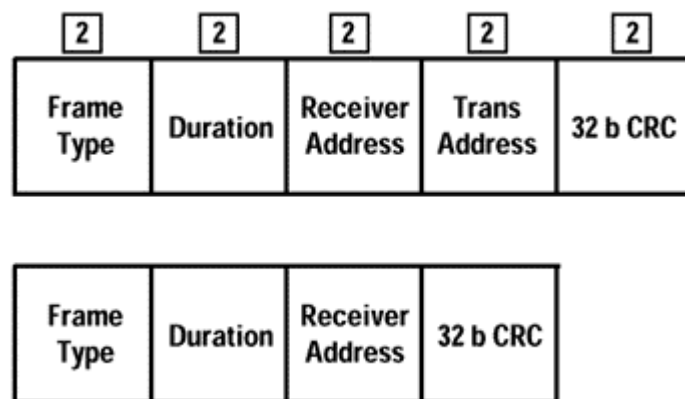 2 2 2 2 2
Frame Type Duration Receiver Address Trans Address 32 b CRC
Frame Type Duration Receiver Address 32 b CRC